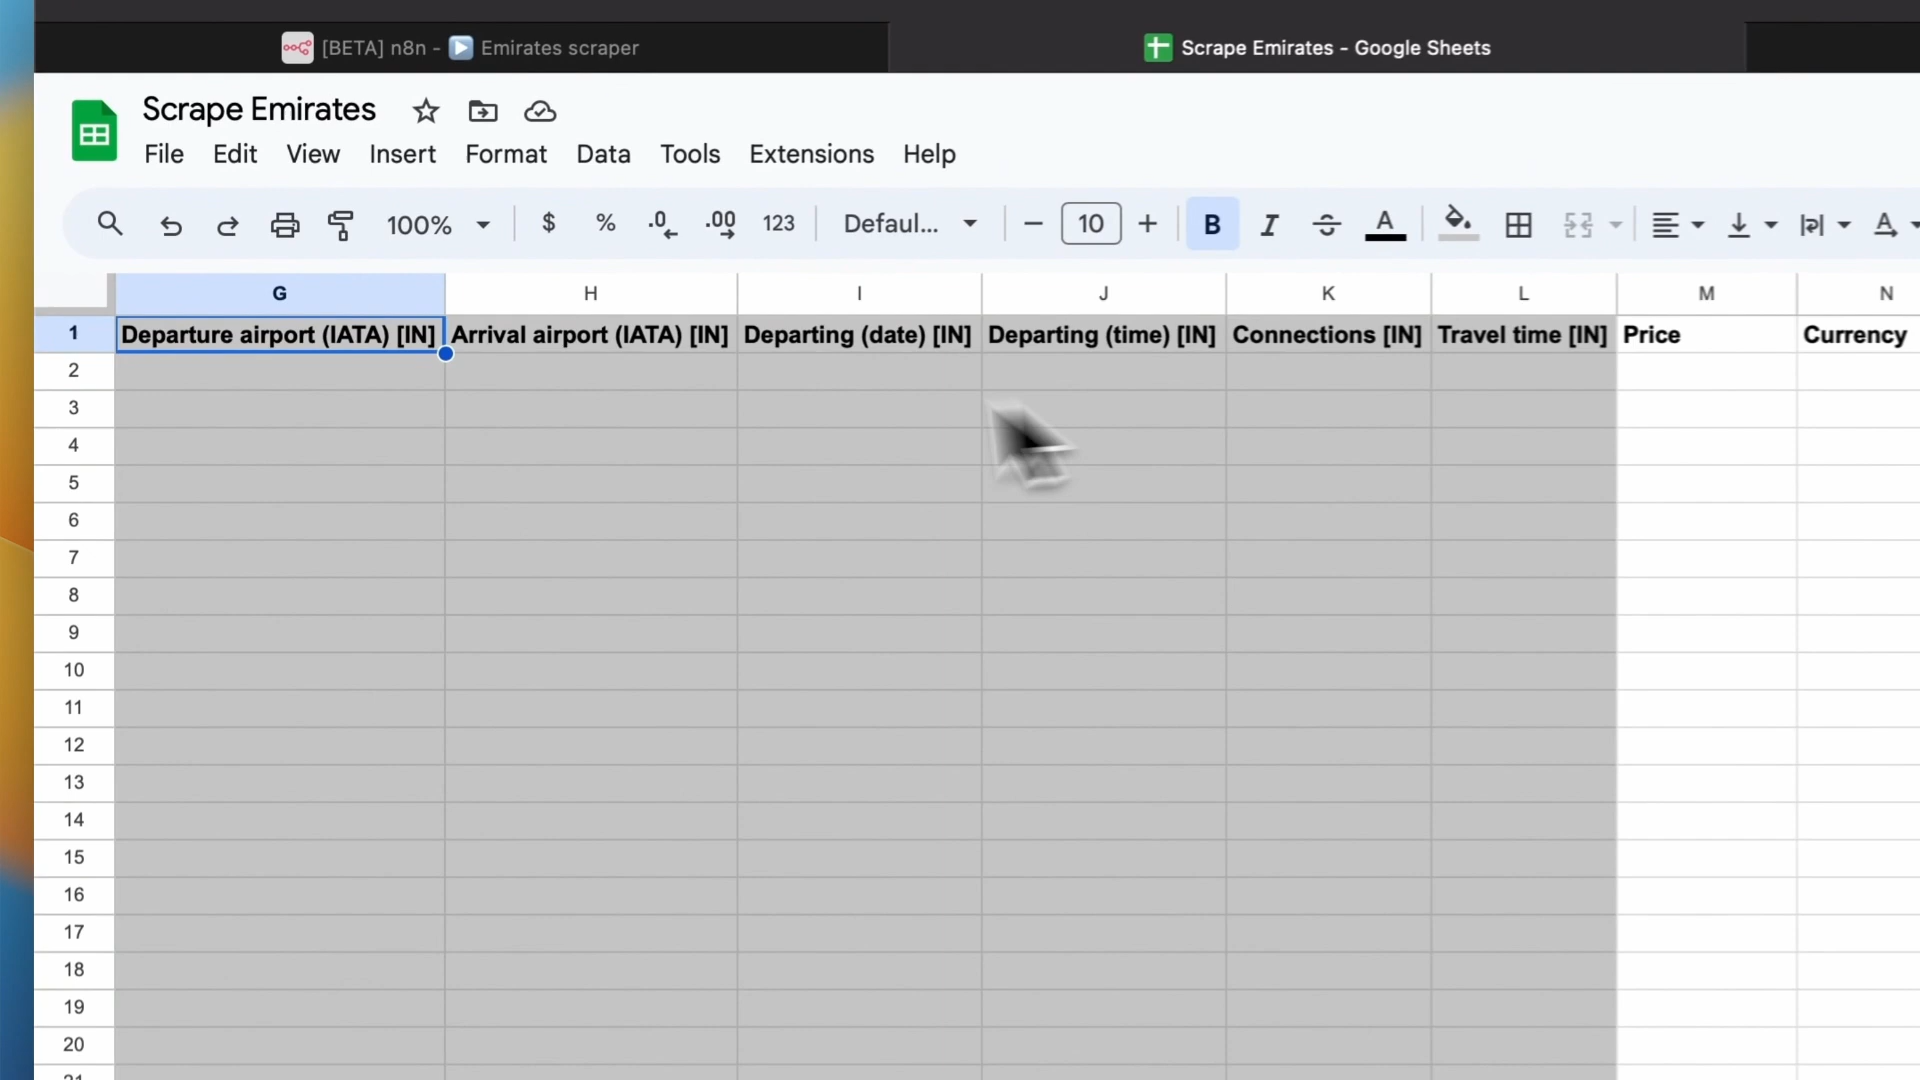 [BETA] n8n - ▶️ Emirates scraper
Scrape Emirates - Google Sheets
Scrape Emirates
File Edit View Insert Format Data Tools Extensions Help
100% $ % .0 .00 123 Defaul... 10 B I A A
G H I J K L M N
1 Departure airport (IATA) [IN] Arrival airport (IATA) [IN] Departing (date) [IN] Departing (time) [IN] Connections [IN] Travel time [IN] Price Currency
2
3
4
5
6
7
8
9
10
11
12
13
14
15
16
17
18
19
20
21